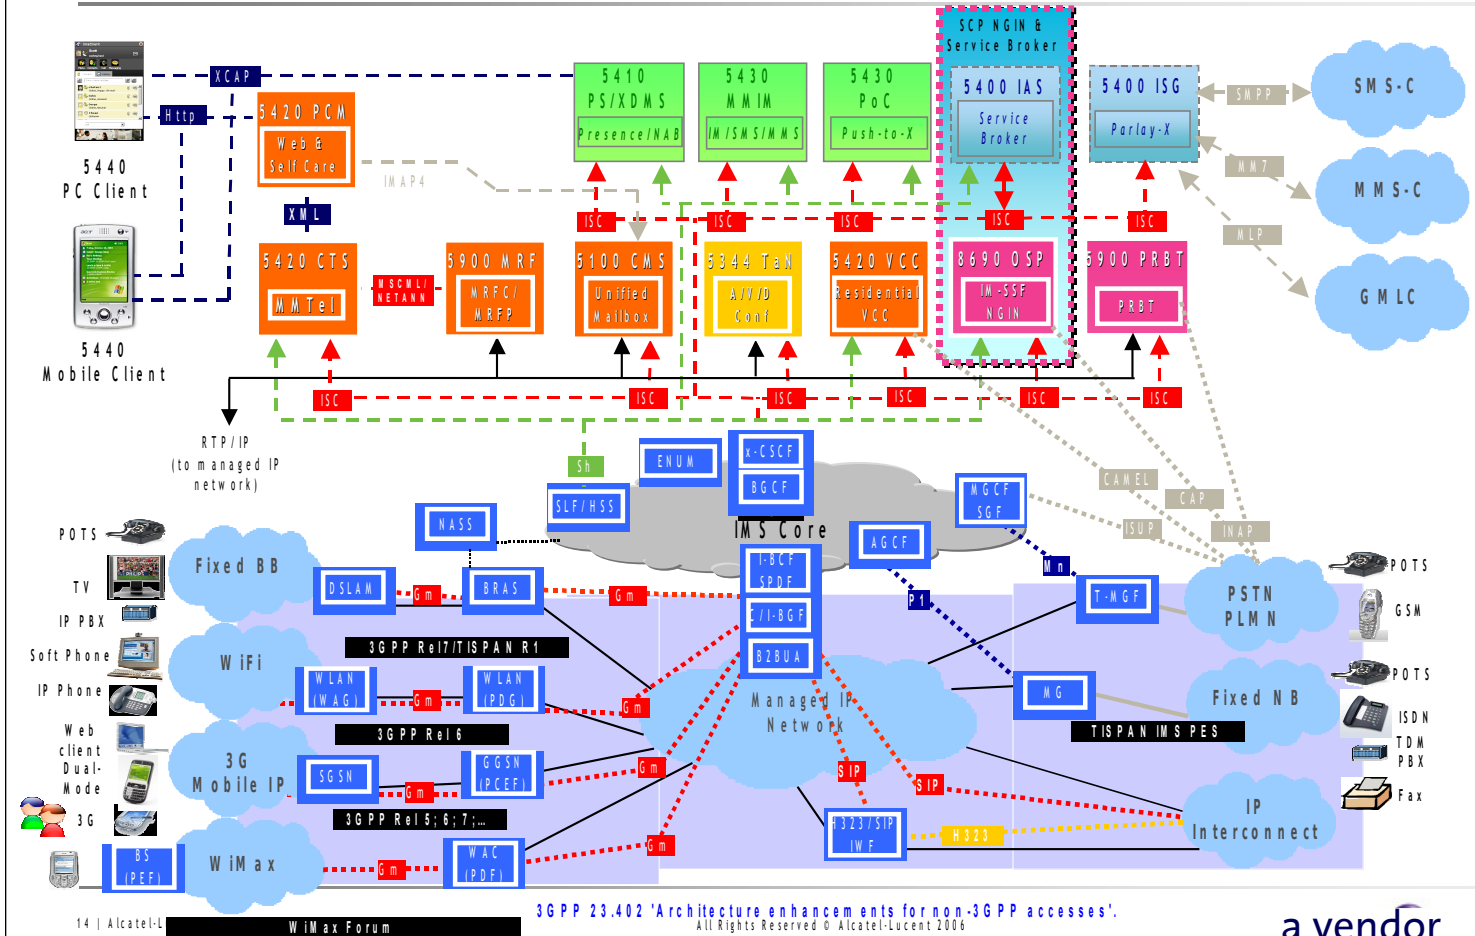 SCP NGIN &
Service Broker
XCAP
Http
5440
PC Client
5420 PCM
Web &
Self Care
XML
IMAP4
5410
PS/XDMS
Presence/NAB
5430
MMIM
IM/SMS/MMS
5430
PoC
Push-to-X
5400 IAS
Service
Broker
5400 ISG
Parlay-X
SMPP
SMS-C
MM7
MMS-C
MLP
GMLC
ISC
ISC
ISC
ISC
ISC
5440
Mobile Client
5420 CTS
MMTel
MSCML/
NETANN
5900 MRF
MRFC/
MRFP
5100 CMS
Unified
Mailbox
5344 TaN
A/V/D
Conf
5420 VCC
Residential
VCC
8690 OSP
IM-SSF
NGIN
5900 PRBT
PRBT
ISC
ISC
ISC
ISC
ISC
ISC
RTP/IP
(to managed IP
network)
Sh
ENUM
x-CSCF
BGCF
SLF/HSS
NASS
IMS Core
MGCF
SGF
AGCF
CAMEL
CAP
ISUP
INAP
Mn
P1
POTS
TV
IP PBX
Soft Phone
IP Phone
Web
client
Dual-
Mode
3G
Fixed BB
DSLAM
Gm
BRAS
Gm
I-BCF
SPDF
C/I-BGF
B2BUA
3GPP Rel7/TISPAN R1
WiFi
WLAN
(WAG)
Gm
WLAN
(PDG)
Gm
3GPP Rel 6
3G
Mobile IP
SGSN
Gm
GGSN
(PCEF)
Gm
3GPP Rel 5; 6; 7;...
BS
(PEF)
WiMax
Gm
WAC
(PDF)
Gm
Managed IP
Network
SIP
SIP
H323/SIP
IWF
H323
T-MGF
MG
PSTN
PLMN
Fixed NB
TISPAN IMS PES
IP
Interconnect
POTS
GSM
POTS
ISDN
TDM
PBX
Fax
3GPP 23.402 'Architecture enhancements for non-3GPP accesses'.
14 | Alcatel-L
WiMax Forum
All Rights Reserved © Alcatel-Lucent 2006
a vendor